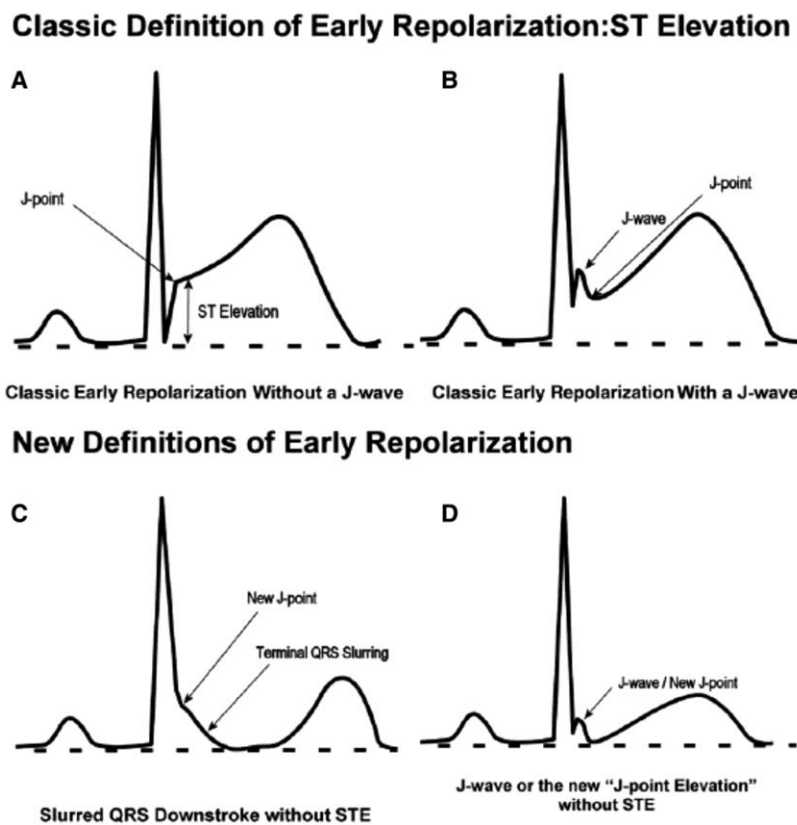 Classic Definition of Early Repolarization:ST Elevation
A
B
J-point
J-point
J-wave
ST Elevation
Classic Early Repolarization Without a J-wave
Classic Early Repolarization With a J-wave
New Definitions of Early Repolarization
C
D
New J-point
Terminal QRS Slurring
J-wave / New J-point
Slurred QRS Downstroke without STE
J-wave or the new “J-point Elevation”
without STE